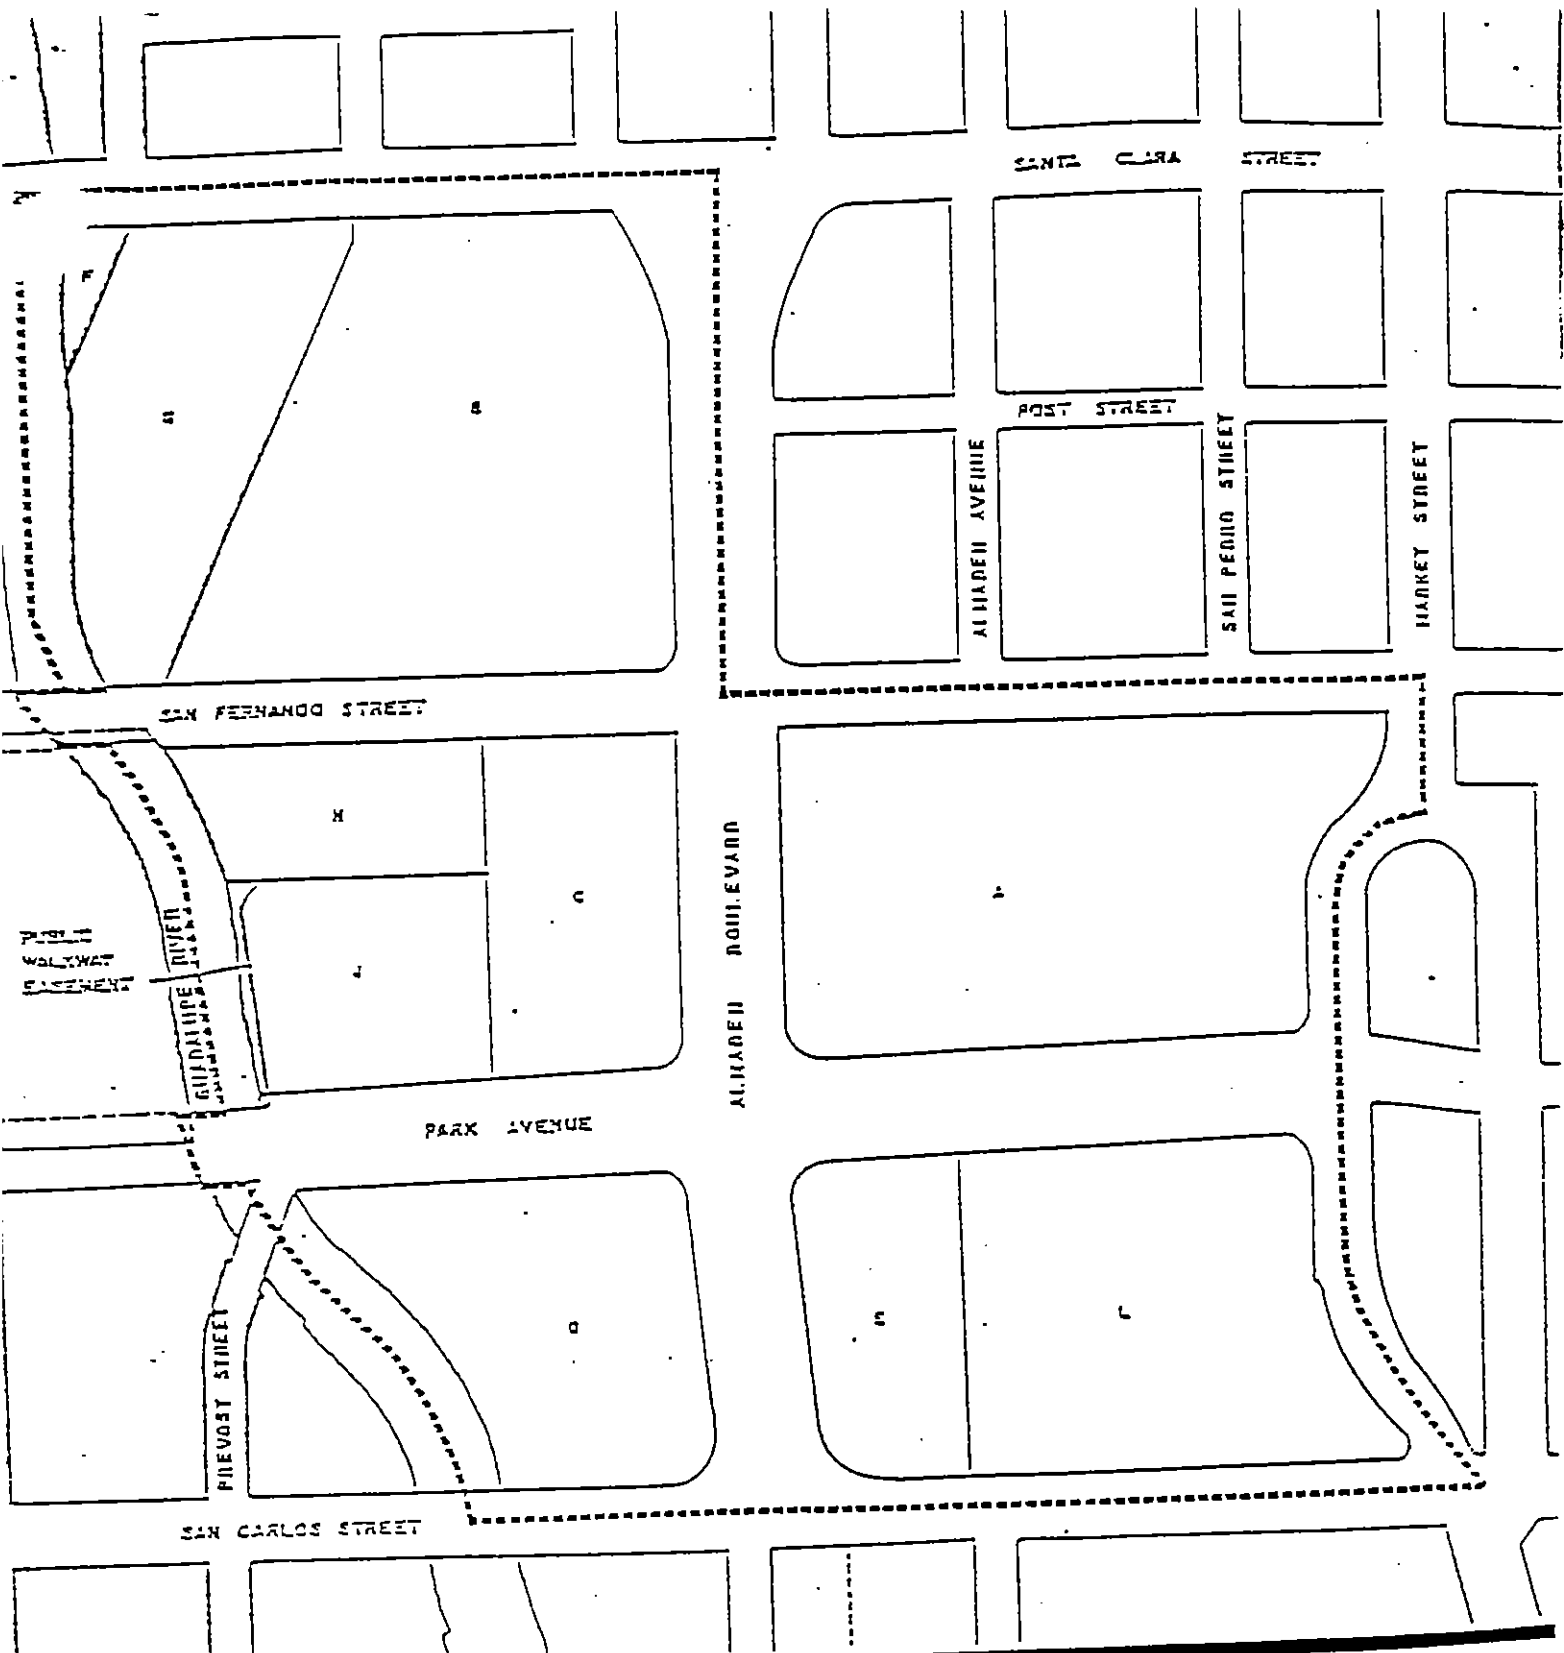 SANTA CLARA STREET
F
B
POST STREET
ALMADEN AVENUE
SAN PEDRO STREET
MARKET STREET
SAN FERNANDO STREET
H
C
A
ALMADEN BOULEVARD
PUBLIC
WALKWAY
EASEMENT
GUADALUPE RIVER
J
PARK AVENUE
D
L
PREVOST STREET
SAN CARLOS STREET